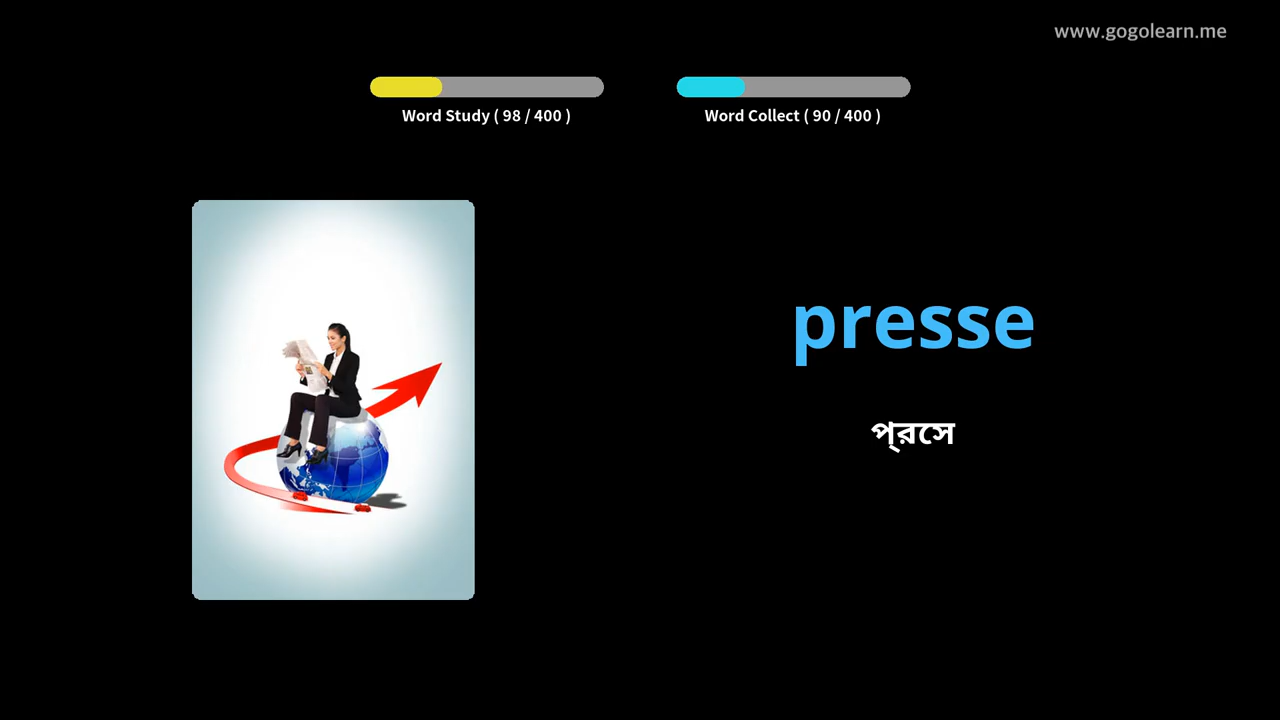 www.gogolearn.me
Word Study ( 98 / 400 )
Word Collect ( 90 / 400 )
presse
প্রসে